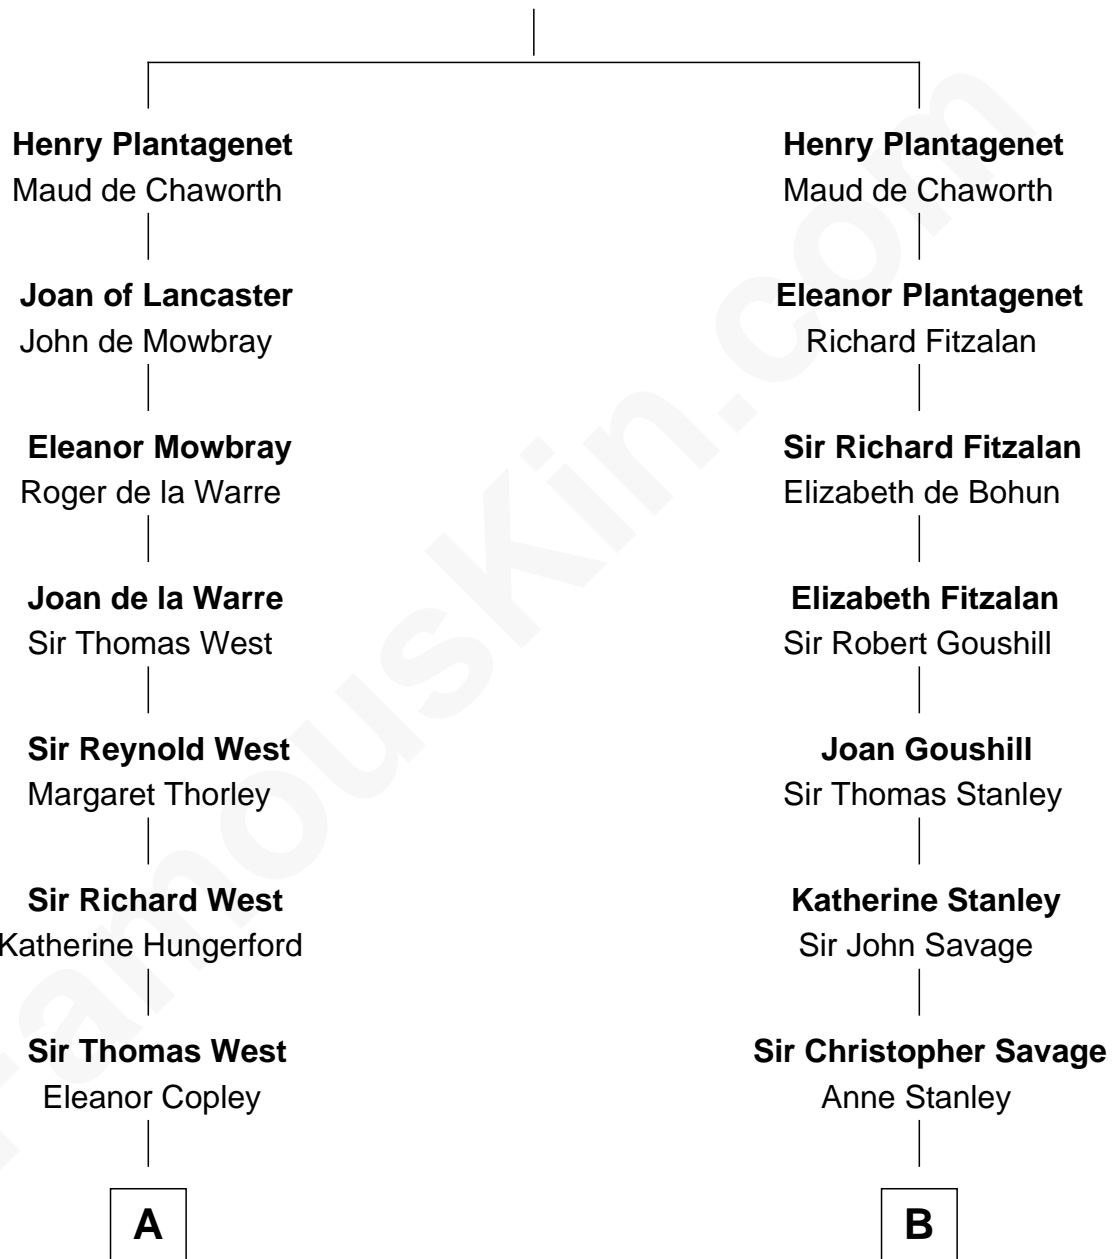 Henry Plantagenet
Maud de Chaworth
Joan of Lancaster
John de Mowbray
Eleanor Mowbray
Roger de la Warre
Joan de la Warre
Sir Thomas West
Sir Reynold West
Margaret Thorley
Sir Richard West
Katherine Hungerford
Sir Thomas West
Eleanor Copley
A
Henry Plantagenet
Maud de Chaworth
Eleanor Plantagenet
Richard Fitzalan
Sir Richard Fitzalan
Elizabeth de Bohun
Elizabeth Fitzalan
Sir Robert Goushill
Joan Goushill
Sir Thomas Stanley
Katherine Stanley
Sir John Savage
Sir Christopher Savage
Anne Stanley
B
FamousKin.com